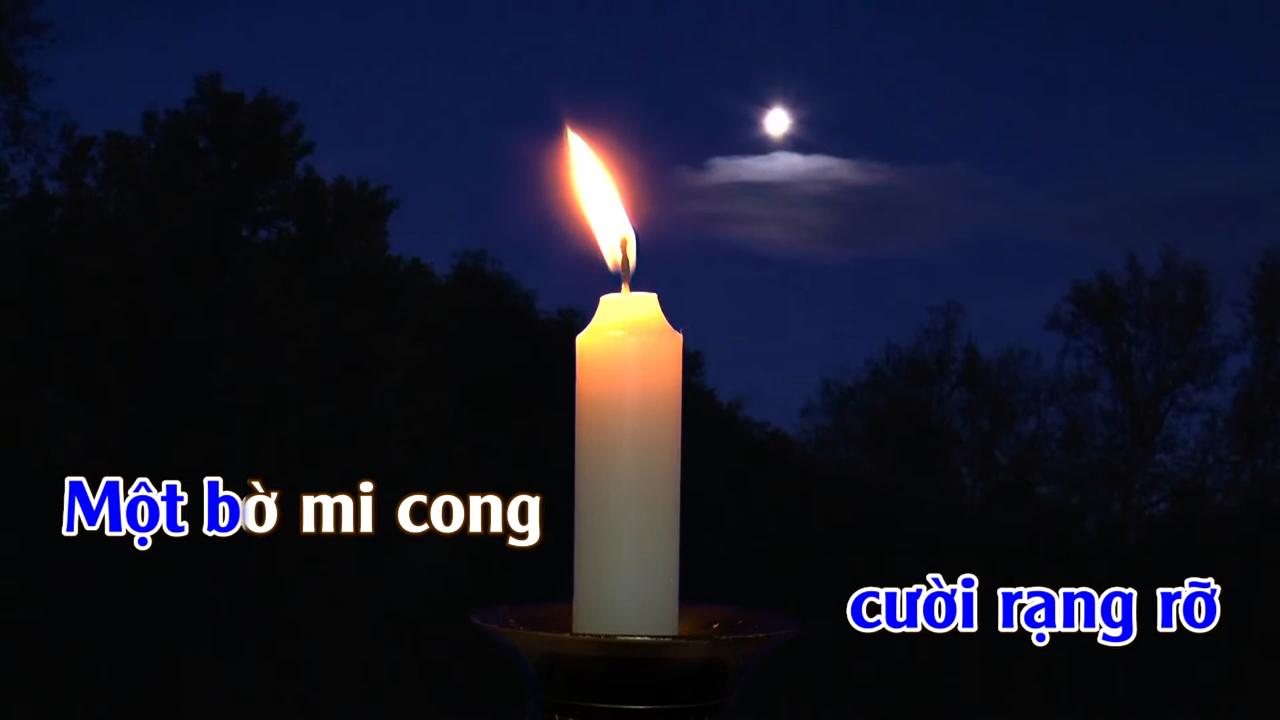 Một bờ mi cong
cười rạng rỡ